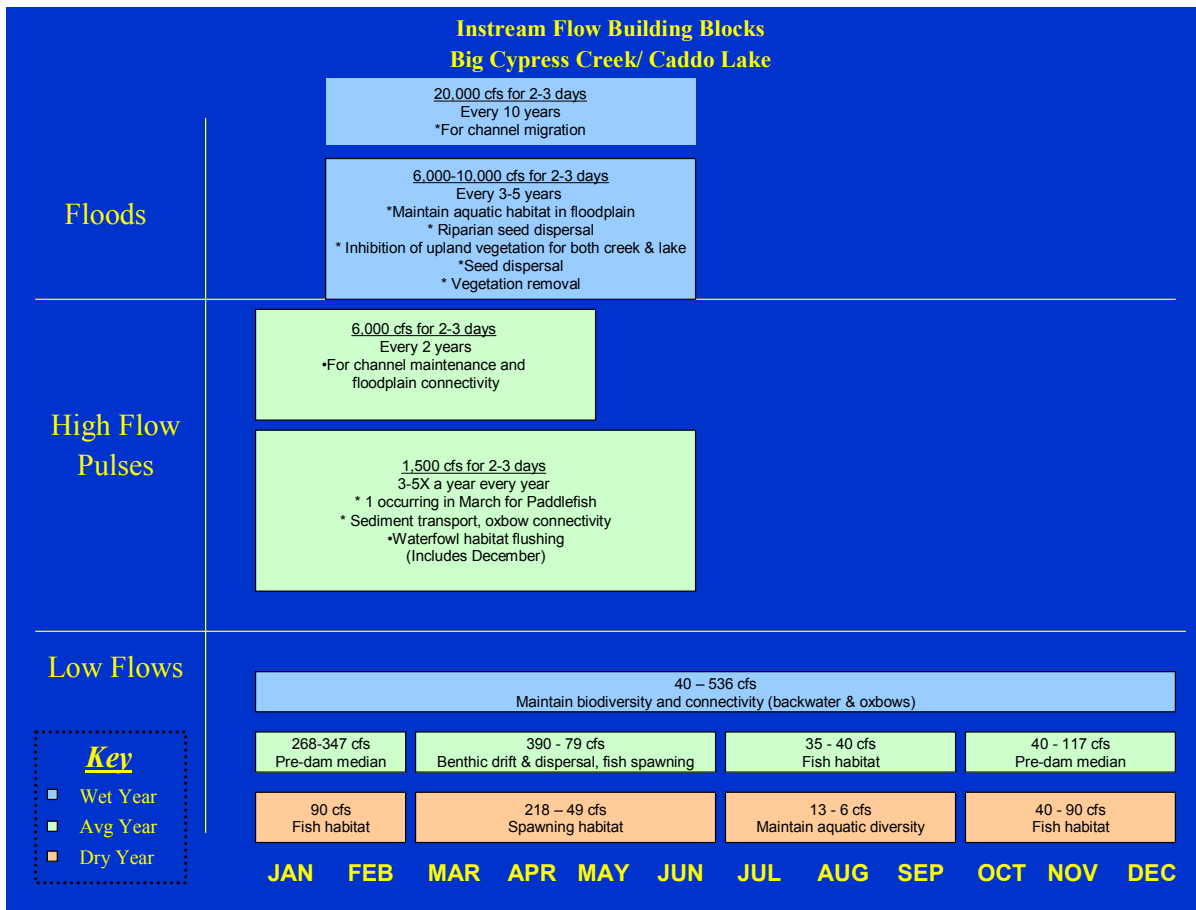 Instream Flow Building Blocks
Big Cypress Creek/ Caddo Lake
20,000 cfs for 2-3 days
Every 10 years
*For channel migration
Floods
6,000-10,000 cfs for 2-3 days
Every 3-5 years
*Maintain aquatic habitat in floodplain
* Riparian seed dispersal
* Inhibition of upland vegetation for both creek & lake
*Seed dispersal
* Vegetation removal
High Flow
Pulses
6,000 cfs for 2-3 days
Every 2 years
•For channel maintenance and
floodplain connectivity
1,500 cfs for 2-3 days
3-5X a year every year
* 1 occurring in March for Paddlefish
* Sediment transport, oxbow connectivity
•Waterfowl habitat flushing
(Includes December)
Low Flows
40 – 536 cfs
Maintain biodiversity and connectivity (backwater & oxbows)
268-347 cfs
Pre-dam median
390 - 79 cfs
Benthic drift & dispersal, fish spawning
35 - 40 cfs
Fish habitat
40 - 117 cfs
Pre-dam median
90 cfs
Fish habitat
218 – 49 cfs
Spawning habitat
13 - 6 cfs
Maintain aquatic diversity
40 - 90 cfs
Fish habitat
Key
Wet Year
Avg Year
Dry Year
JAN FEB MAR APR MAY JUN JUL AUG SEP OCT NOV DEC